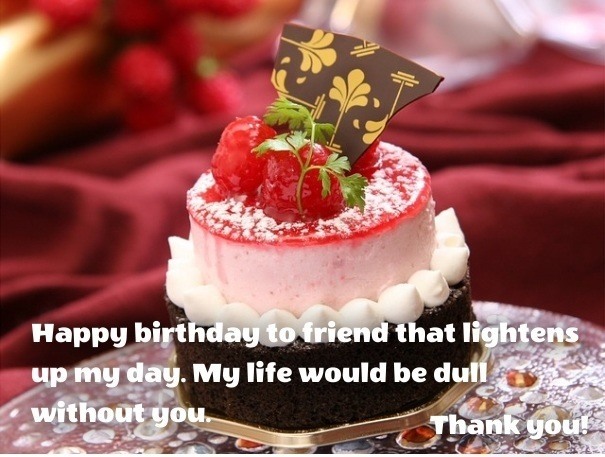 Happy birthday to friend that lightens
up my day. My life would be dull
without you.
Thank you!